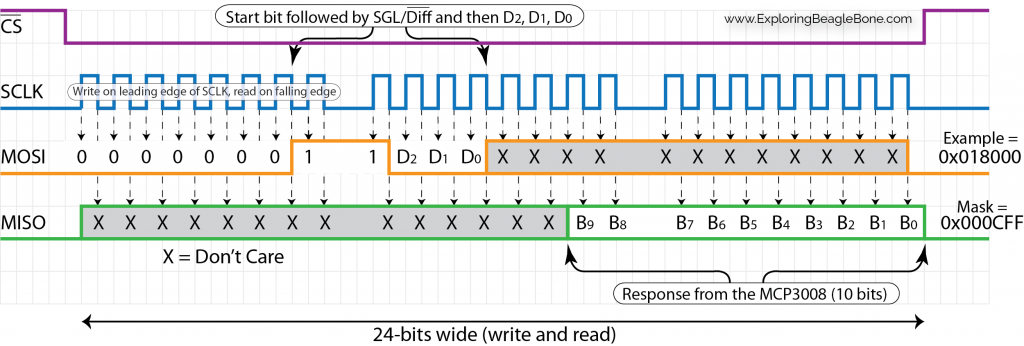 Start bit followed by SGL/Diff and then D2, D1, D0
www.ExploringBeagleBone.com
CS
SCLK
Write on leading edge of SCLK, read on falling edge
MOSI
0 0 0 0 0 0 0 1 1 D2 D1 D0 X X X X X X X X X X X X
Example =
0x018000
MISO
X X X X X X X X X X X X X X B9 B8 B7 B6 B5 B4 B3 B2 B1 B0
Mask =
0x000CFF
X = Don't Care
Response from the MCP3008 (10 bits)
24-bits wide (write and read)